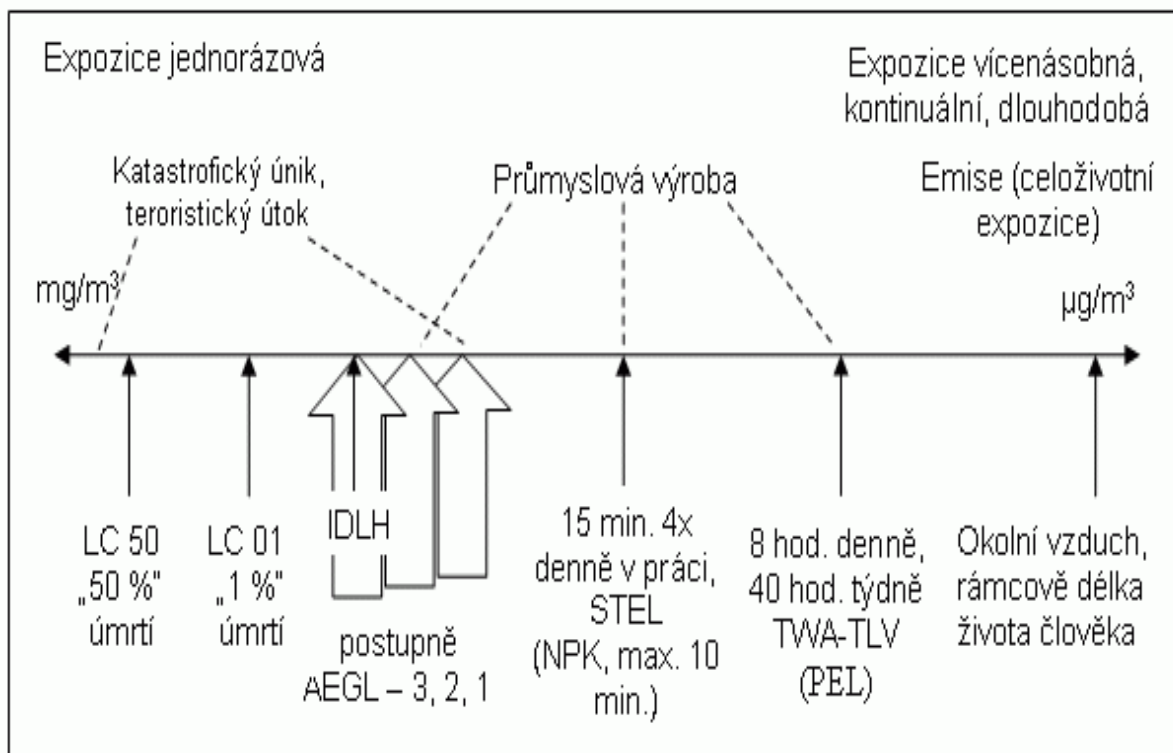 Expozice jednorázová
Expozice vícenásobná,
kontinuální, dlouhodobá
Katastrofický únik,
teroristický útok
Průmyslová výroba
Emise (celoživotní
expozice)
mg/m³
µg/m³
LC 50
„50 %“
úmrtí
LC 01
„1 %“
úmrtí
IDLH
postupně
AEGL – 3, 2, 1
15 min. 4x
denně v práci,
STEL
(NPK, max. 10
min.)
8 hod. denně,
40 hod. týdně
TWA-TLV
(PEL)
Okolní vzduch,
rámcově délka
života člověka